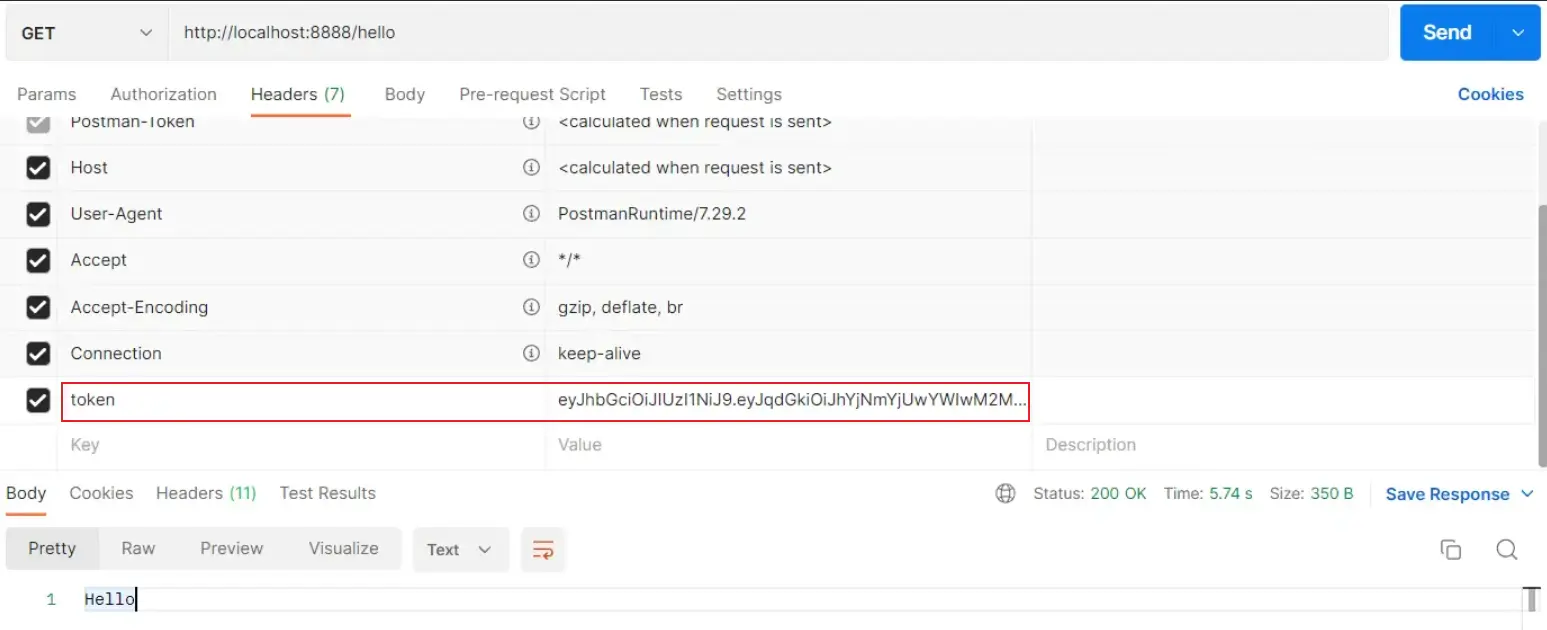 GET http://localhost:8888/hello Send
Params Authorization Headers (7) Body Pre-request Script Tests Settings Cookies
Postman-Token <calculated when request is sent>
Host <calculated when request is sent>
User-Agent PostmanRuntime/7.29.2
Accept */*
Accept-Encoding gzip, deflate, br
Connection keep-alive
token eyJhbGciOiJIUzI1NiJ9.eyJqdGkiOiJhYjNmYjUwYWIwM2M...
Key Value Description
Body Cookies Headers (11) Test Results Status: 200 OK Time: 5.74 s Size: 350 B Save Response
Pretty Raw Preview Visualize Text
1 Hello